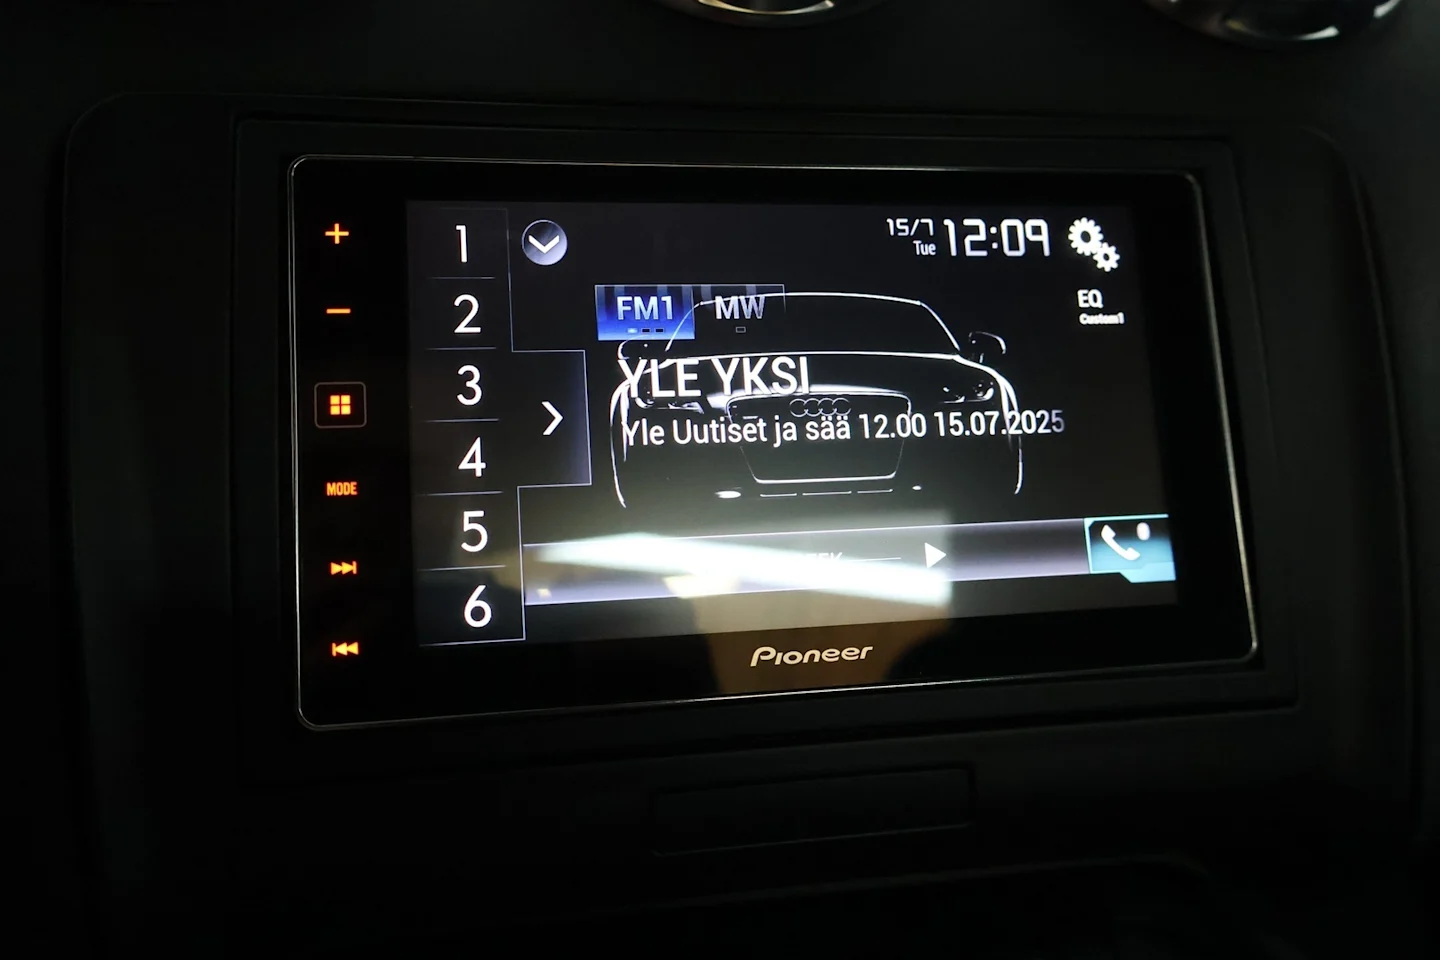 1
2
3
4
5
6
MODE
15/7
Tue
12:09
EQ
Custom1
FM1
MW
YLE YKSI
Yle Uutiset ja sää 12.00 15.07.2025
Pioneer